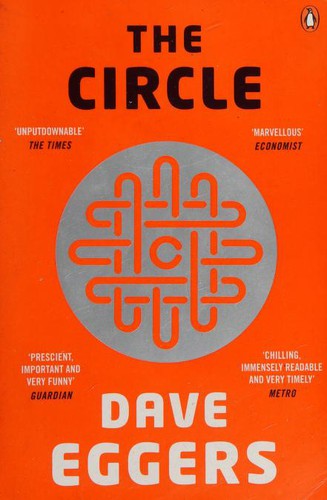 THE
CIRCLE
'UNPUTDOWNABLE'
THE TIMES
'MARVELLOUS'
ECONOMIST
C
'PRESCIENT,
IMPORTANT AND
VERY FUNNY'
GUARDIAN
'CHILLING,
IMMENSELY READABLE
AND VERY TIMELY'
METRO
DAVE
EGGERS